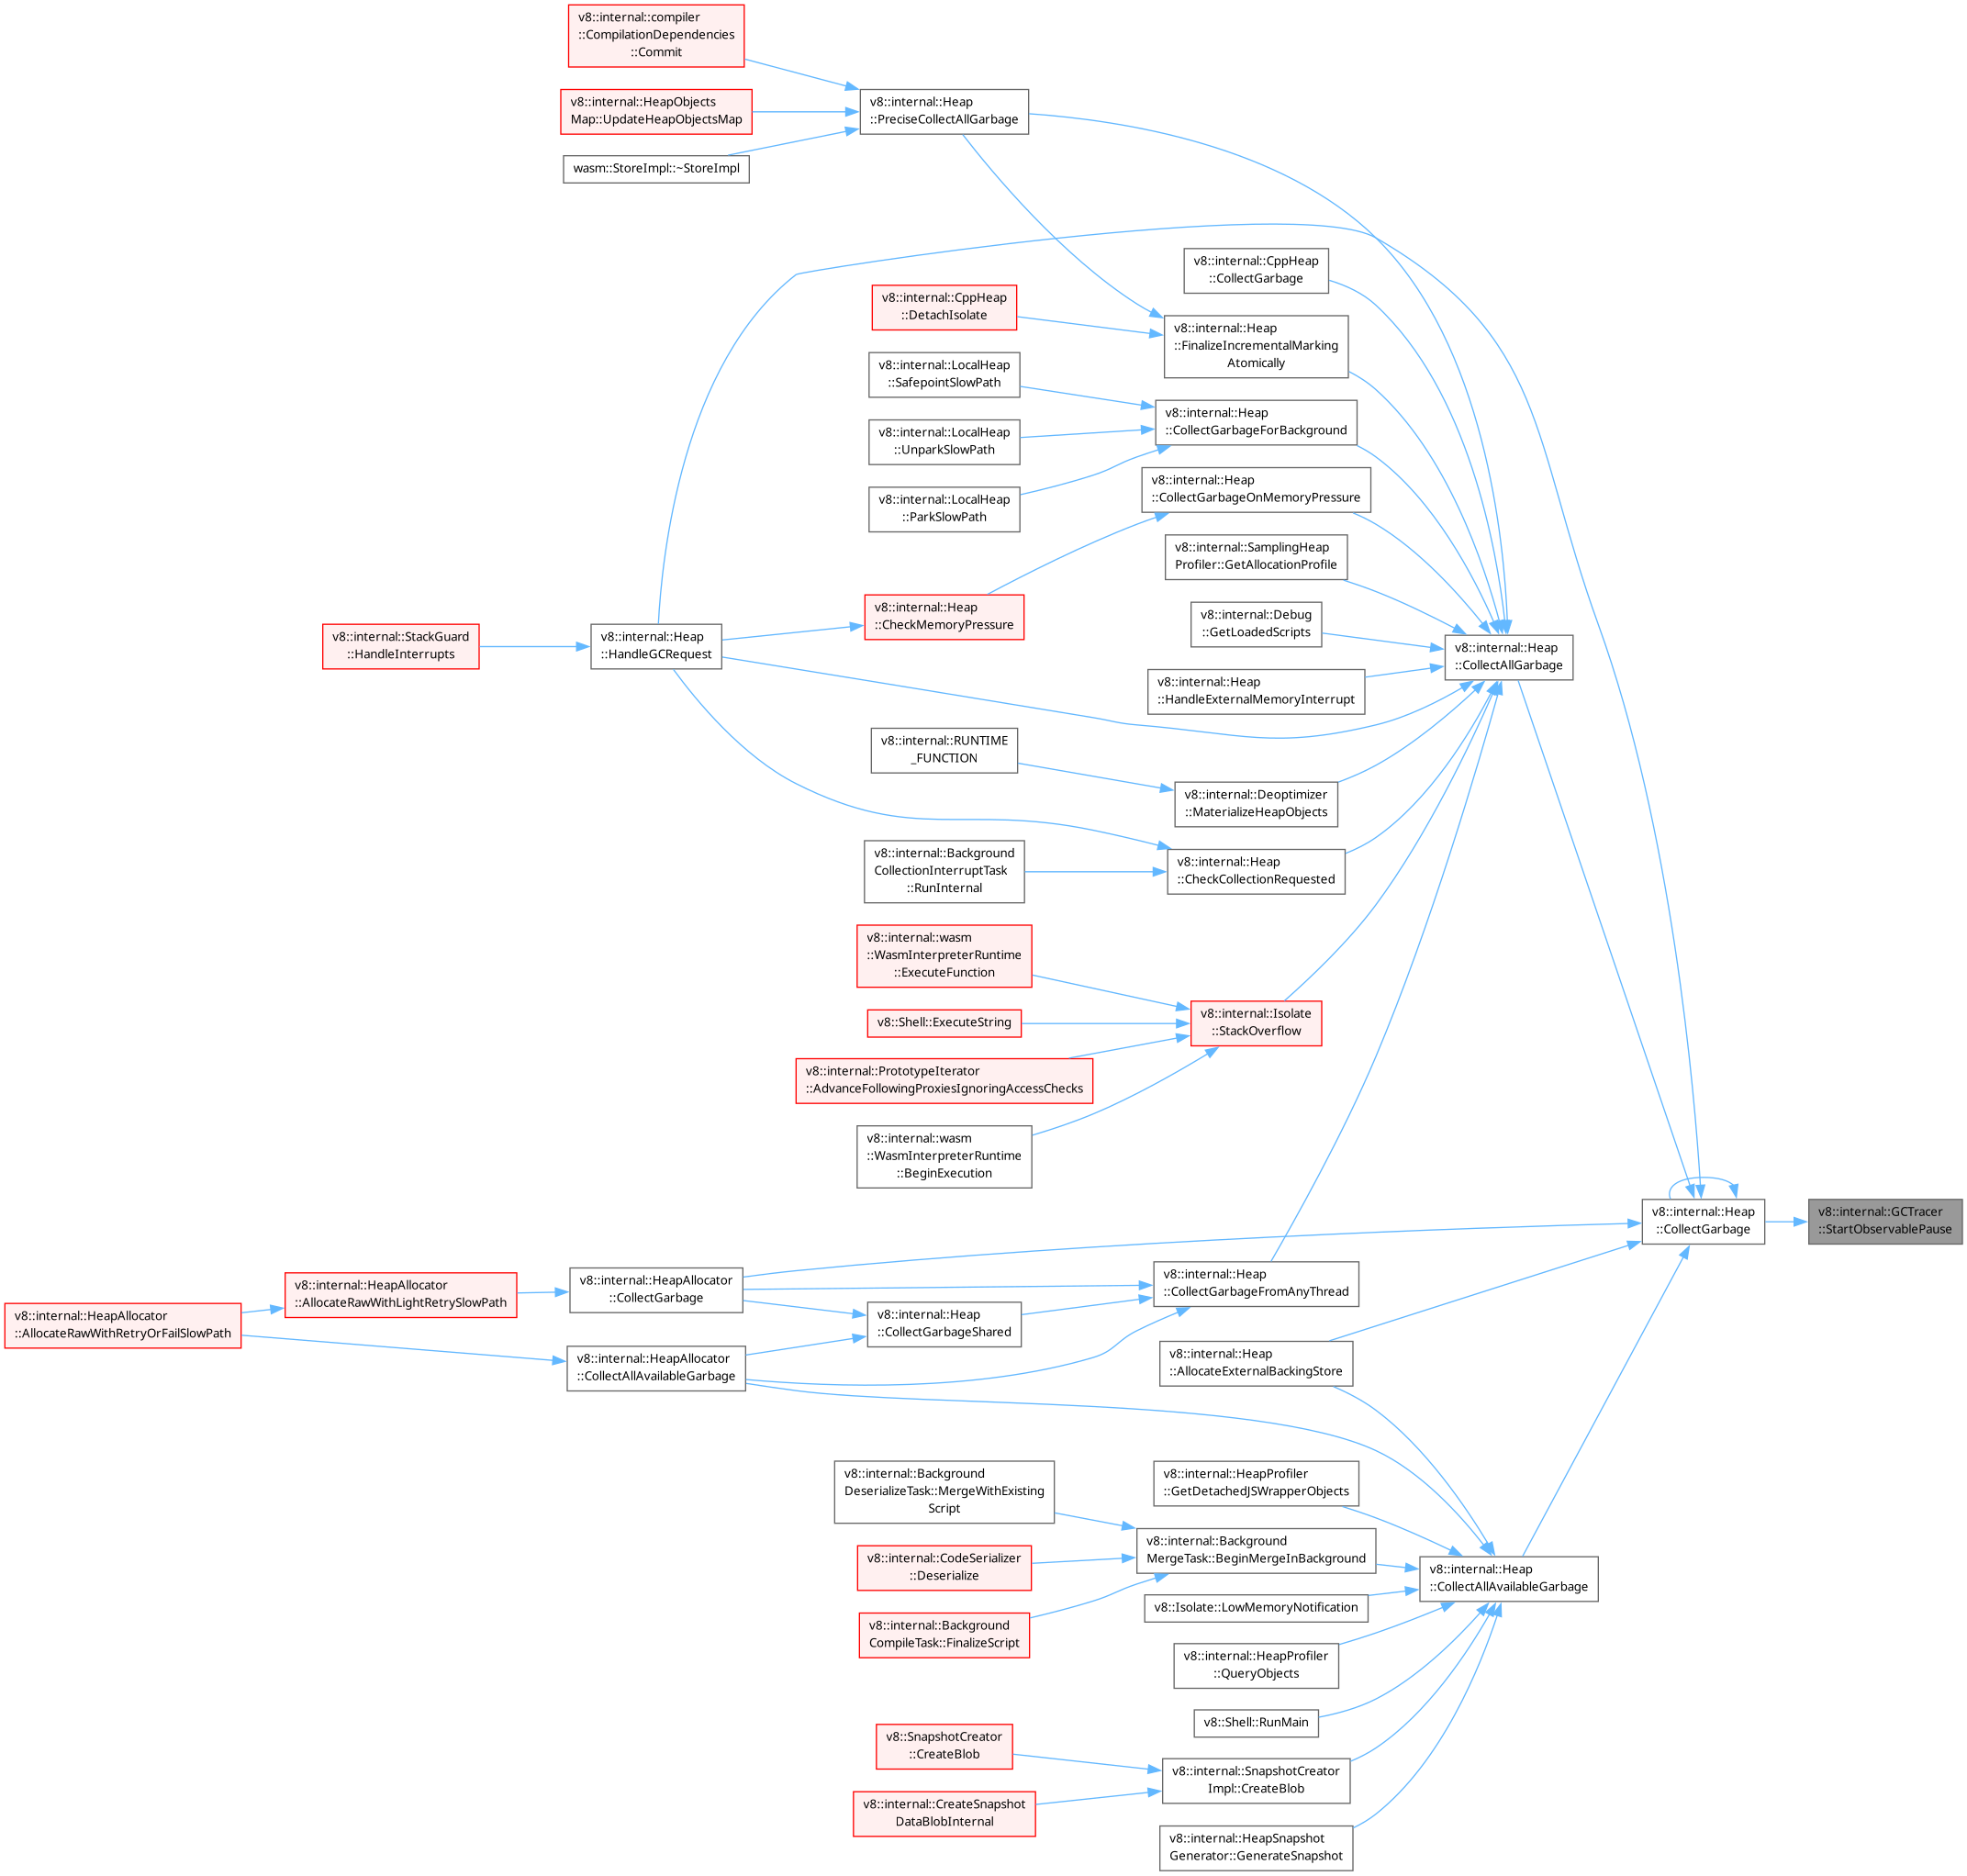 v8::internal::compiler
::CompilationDependencies
::Commit
v8::internal::HeapObjects
Map::UpdateHeapObjectsMap
wasm::StoreImpl::~StoreImpl
v8::internal::Heap
::PreciseCollectAllGarbage
v8::internal::CppHeap
::CollectGarbage
v8::internal::CppHeap
::DetachIsolate
v8::internal::Heap
::FinalizeIncrementalMarking
Atomically
v8::internal::LocalHeap
::SafepointSlowPath
v8::internal::LocalHeap
::UnparkSlowPath
v8::internal::LocalHeap
::ParkSlowPath
v8::internal::Heap
::CollectGarbageForBackground
v8::internal::Heap
::CollectGarbageOnMemoryPressure
v8::internal::SamplingHeap
Profiler::GetAllocationProfile
v8::internal::Debug
::GetLoadedScripts
v8::internal::Heap
::HandleExternalMemoryInterrupt
v8::internal::StackGuard
::HandleInterrupts
v8::internal::Heap
::HandleGCRequest
v8::internal::Heap
::CheckMemoryPressure
v8::internal::Heap
::CollectAllGarbage
v8::internal::RUNTIME
_FUNCTION
v8::internal::Deoptimizer
::MaterializeHeapObjects
v8::internal::Background
CollectionInterruptTask
::RunInternal
v8::internal::Heap
::CheckCollectionRequested
v8::internal::wasm
::WasmInterpreterRuntime
::ExecuteFunction
v8::Shell::ExecuteString
v8::internal::PrototypeIterator
::AdvanceFollowingProxiesIgnoringAccessChecks
v8::internal::wasm
::WasmInterpreterRuntime
::BeginExecution
v8::internal::Isolate
::StackOverflow
v8::internal::Heap
::CollectGarbage
v8::internal::GCTracer
::StartObservablePause
v8::internal::HeapAllocator
::AllocateRawWithRetryOrFailSlowPath
v8::internal::HeapAllocator
::AllocateRawWithLightRetrySlowPath
v8::internal::HeapAllocator
::CollectGarbage
v8::internal::HeapAllocator
::CollectAllAvailableGarbage
v8::internal::Heap
::CollectGarbageShared
v8::internal::Heap
::CollectGarbageFromAnyThread
v8::internal::Heap
::AllocateExternalBackingStore
v8::internal::HeapProfiler
::GetDetachedJSWrapperObjects
v8::internal::Background
DeserializeTask::MergeWithExisting
Script
v8::internal::CodeSerializer
::Deserialize
v8::internal::Background
CompileTask::FinalizeScript
v8::internal::Background
MergeTask::BeginMergeInBackground
v8::Isolate::LowMemoryNotification
v8::internal::Heap
::CollectAllAvailableGarbage
v8::internal::HeapProfiler
::QueryObjects
v8::Shell::RunMain
v8::SnapshotCreator
::CreateBlob
v8::internal::CreateSnapshot
DataBlobInternal
v8::internal::SnapshotCreator
Impl::CreateBlob
v8::internal::HeapSnapshot
Generator::GenerateSnapshot